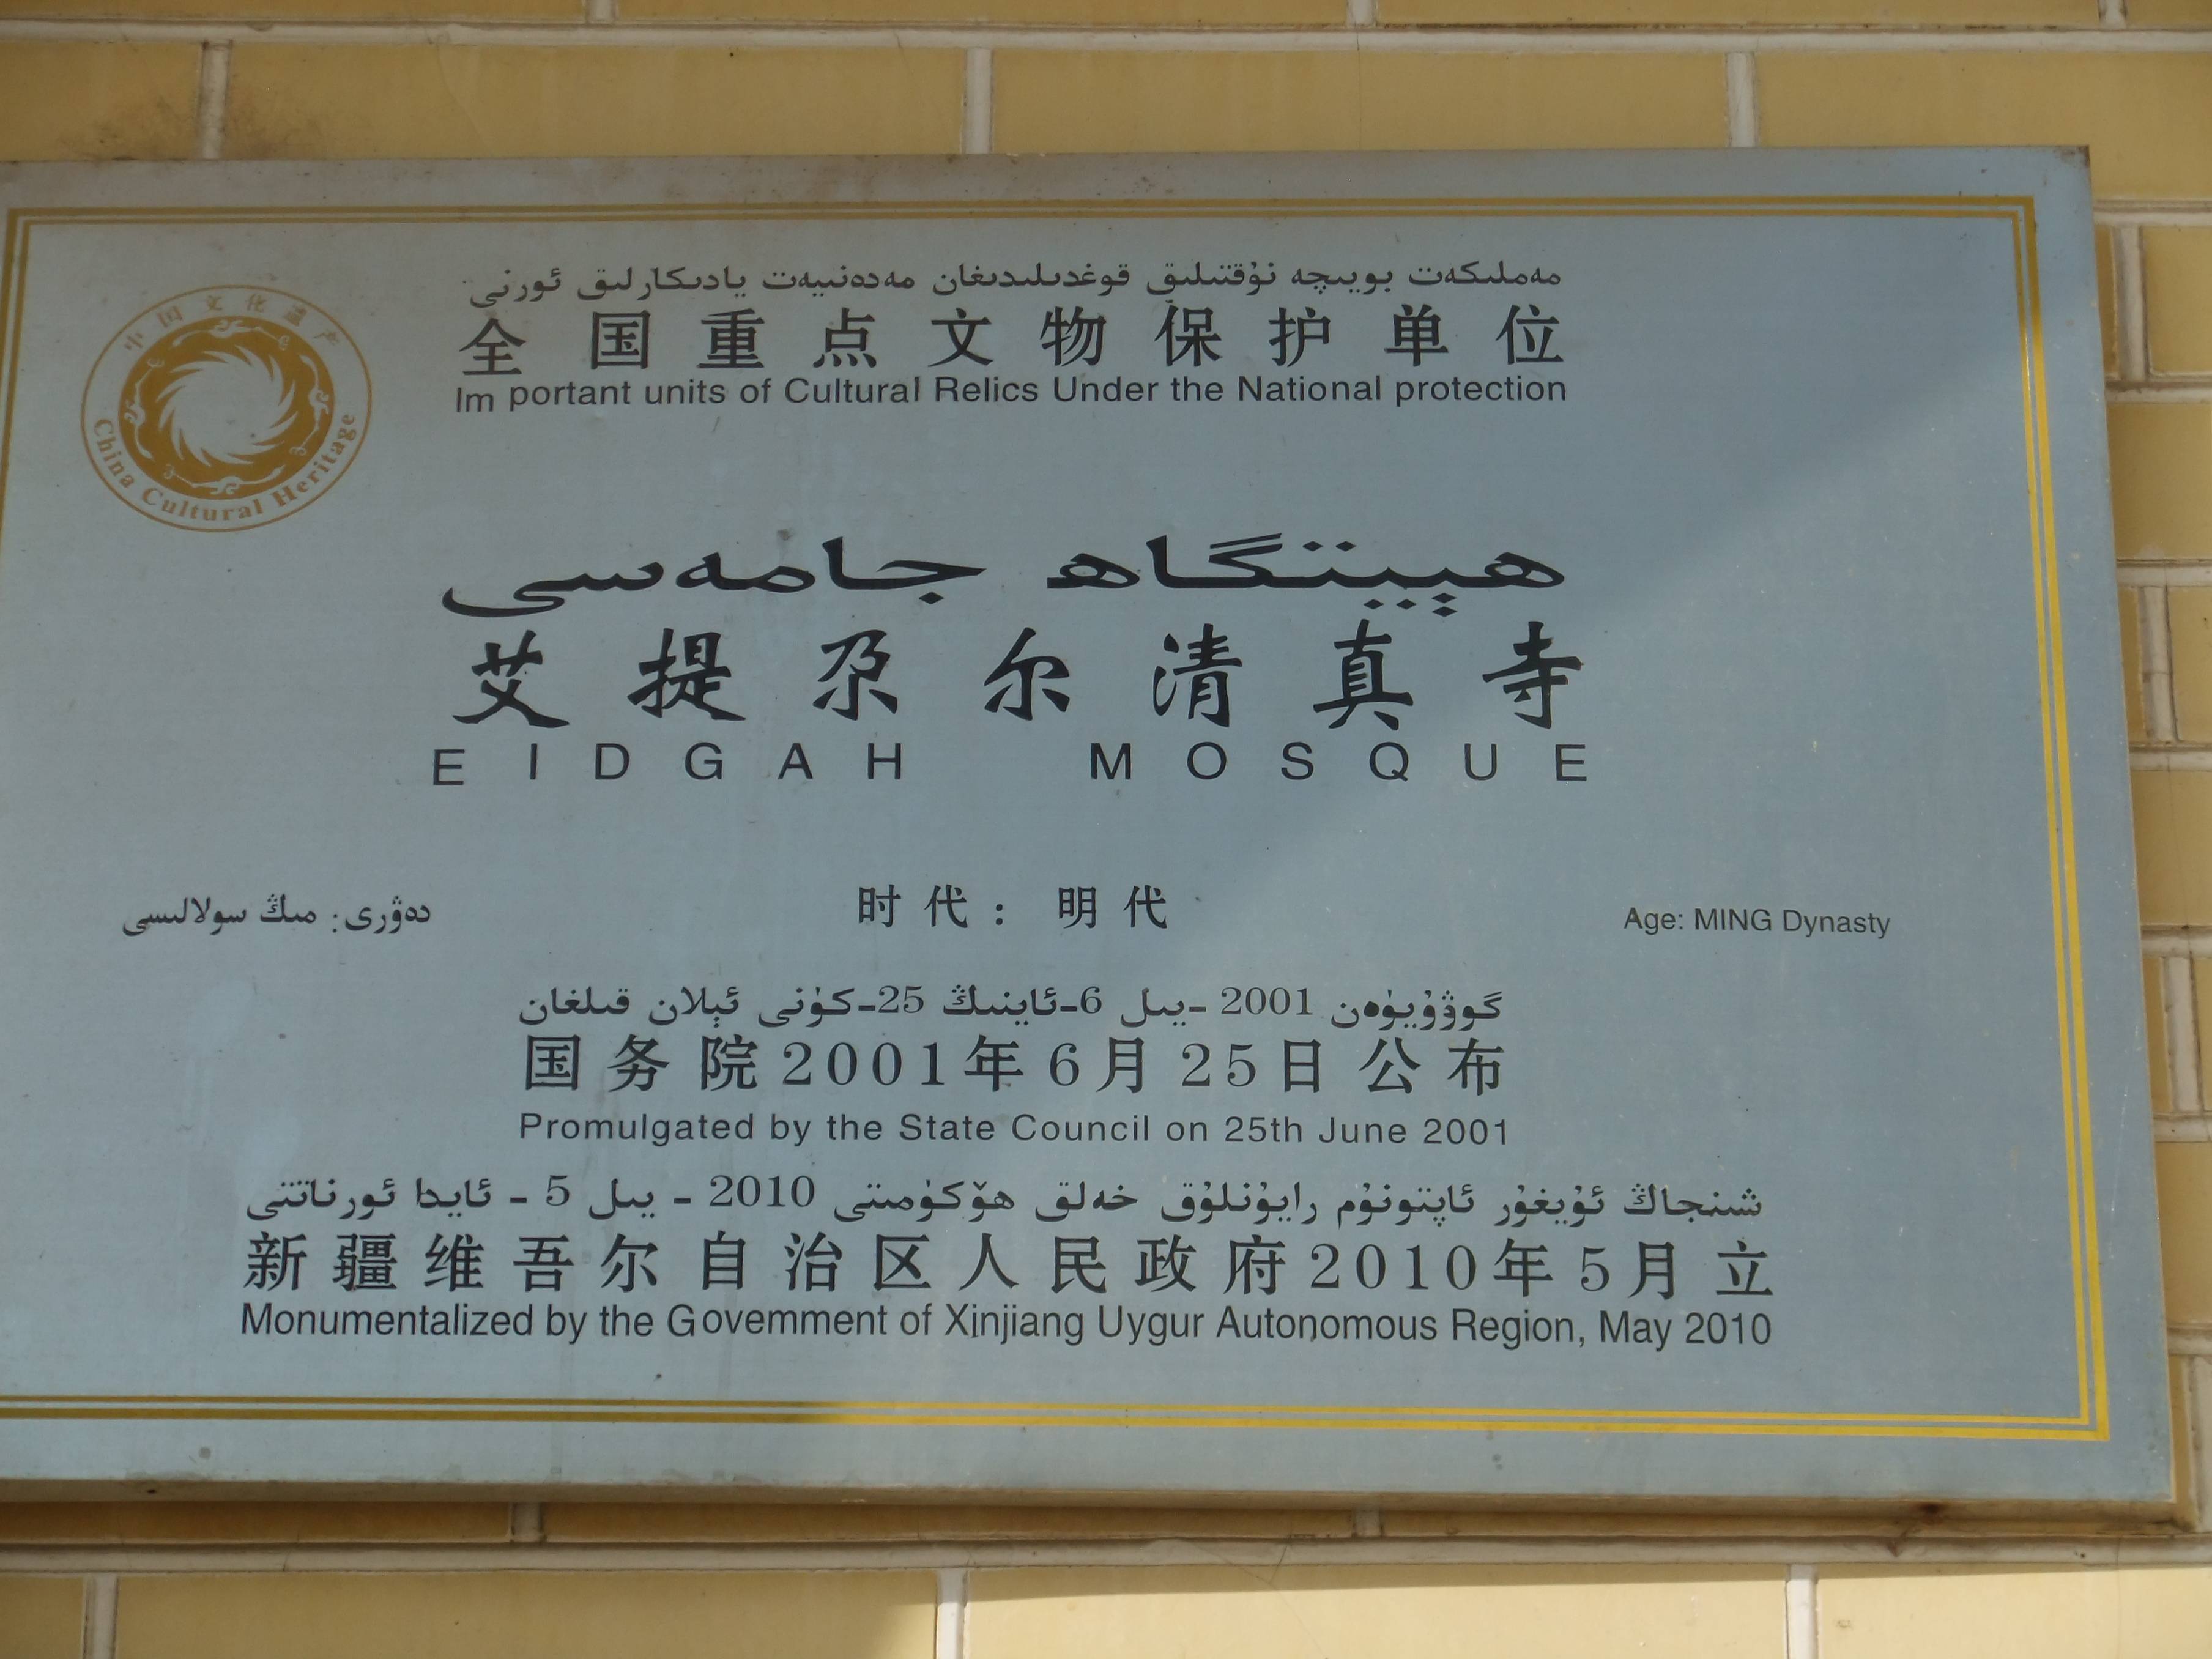 中国文化遗产
China Cultural Heritage
مەملىكەت بويىچە نۇقتىلىق قوغدىلىدىغان مەدەنىيەت يادىكارلىق ئورنى
全国重点文物保护单位
Im portant units of Cultural Relics Under the National protection
ھېيتگاھ جامەسى
艾提尕尔清真寺
EIDGAH MOSQUE
دەۋرى: مىڭ سۇلالىسى
时代：明代
Age: MING Dynasty
گوۋۇيۈەن 2001 -يىل 6-ئاينىڭ 25-كۈنى ئېلان قىلغان
国务院2001年6月25日公布
Promulgated by the State Council on 25th June 2001
شىنجاڭ ئۇيغۇر ئاپتونۇم رايۇنلۇق خەلق ھۆكۈمىتى 2010 - يىل 5 - ئايدا ئورناتتى
新疆维吾尔自治区人民政府2010年5月立
Monumentalized by the Govemment of Xinjiang Uygur Autonomous Region, May 2010